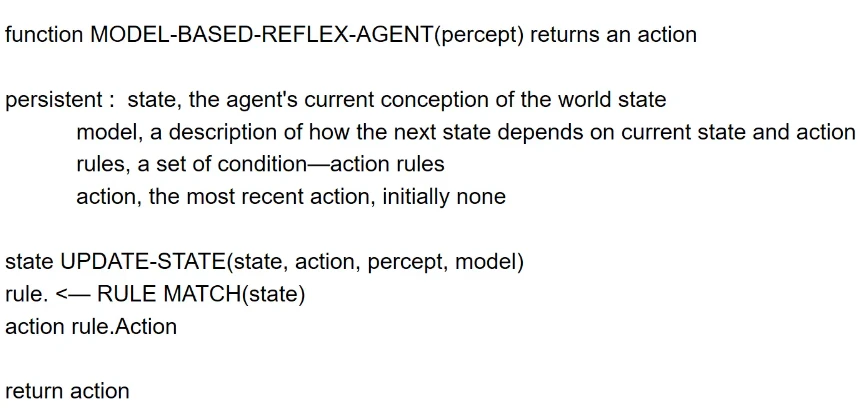 function MODEL-BASED-REFLEX-AGENT(percept) returns an action
persistent :  state, the agent's current conception of the world state
model, a description of how the next state depends on current state and action
rules, a set of condition—action rules
action, the most recent action, initially none
state UPDATE-STATE(state, action, percept, model)
rule. <— RULE MATCH(state)
action rule.Action
return action